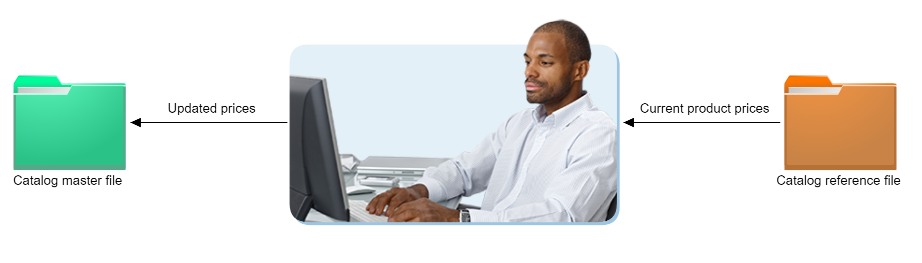 Updated prices
Current product prices
Catalog master file
Catalog reference file